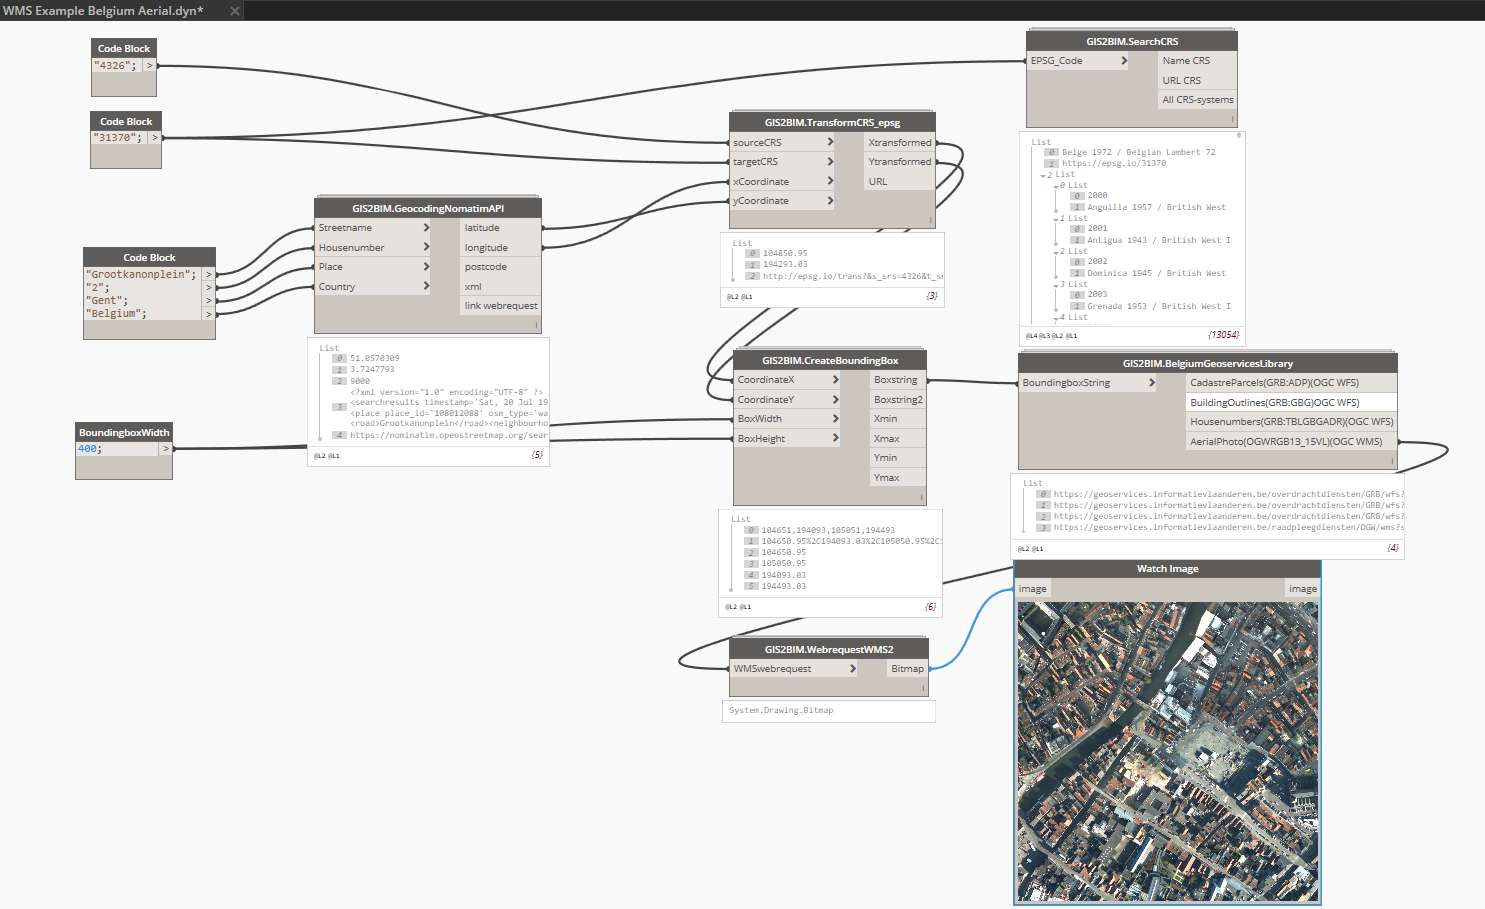 WMS Example Belgium Aerial.dyn*
Code Block
"4326"; >
Code Block
"31370"; >
Code Block
"Grootkanonplein"; >
"2"; >
"Gent"; >
"Belgium"; >
BoundingboxWidth
400; >
GIS2BIM.GeocodingNomatimAPI
Streetname > latitude
Housenumber > longitude
Place > postcode
Country > xml
link webrequest
List
0 51.0570309
1 3.7247793
2 9000
<?xml version="1.0" encoding="UTF-8" ?>
<searchresults timestamp='Sat, 20 Jul 19
3 <place place_id='108012088' osm_type='wa
<road>Grootkanonplein</road><neighbourho
4 https://nominatim.openstreetmap.org/sear
@L2 @L1 {5}
GIS2BIM.TransformCRS_epsg
sourceCRS > Xtransformed
targetCRS > Ytransformed
xCoordinate > URL
yCoordinate >
List
0 104850.95
1 194293.03
2 http://epsg.io/trans?&s_srs=4326&t_sr
@L2 @L1 {3}
GIS2BIM.CreateBoundingBox
CoordinateX > Boxstring
CoordinateY > Boxstring2
BoxWidth > Xmin
BoxHeight > Xmax
Ymin
Ymax
List
0 104651,194093,105051,194493
1 104650.95%2C194093.03%2C105050.95%2C
2 104650.95
3 105050.95
4 194093.03
5 194493.03
@L2 @L1 {6}
GIS2BIM.WebrequestWMS2
WMSwebrequest > Bitmap
System.Drawing.Bitmap
GIS2BIM.SearchCRS
EPSG_Code > Name CRS
URL CRS
All CRS-systems
List
0 Belge 1972 / Belgian Lambert 72
1 https://epsg.io/31370
2 List
0 List
0 2000
1 Anguilla 1957 / British West
1 List
0 2001
1 Antigua 1943 / British West I
2 List
0 2002
1 Dominica 1945 / British West
3 List
0 2003
1 Grenada 1953 / British West I
4 List
@L4 @L3 @L2 @L1 {13054}
GIS2BIM.BelgiumGeoservicesLibrary
BoundingboxString > CadastreParcels(GRB:ADP)(OGC WFS)
BuildingOutlines(GRB:GBG)OGC WFS)
Housenumbers(GRB:TBLGBGADR)(OGC WFS)
AerialPhoto(OGWRGB13_15VL)(OGC WMS)
List
0 https://geoservices.informatievlaanderen.be/overdrachtdiensten/GRB/wfs?
1 https://geoservices.informatievlaanderen.be/overdrachtdiensten/GRB/wfs?
2 https://geoservices.informatievlaanderen.be/overdrachtdiensten/GRB/wfs?
3 https://geoservices.informatievlaanderen.be/raadpleegdiensten/OGW/wms?s
@L2 @L1 {4}
Watch Image
image image